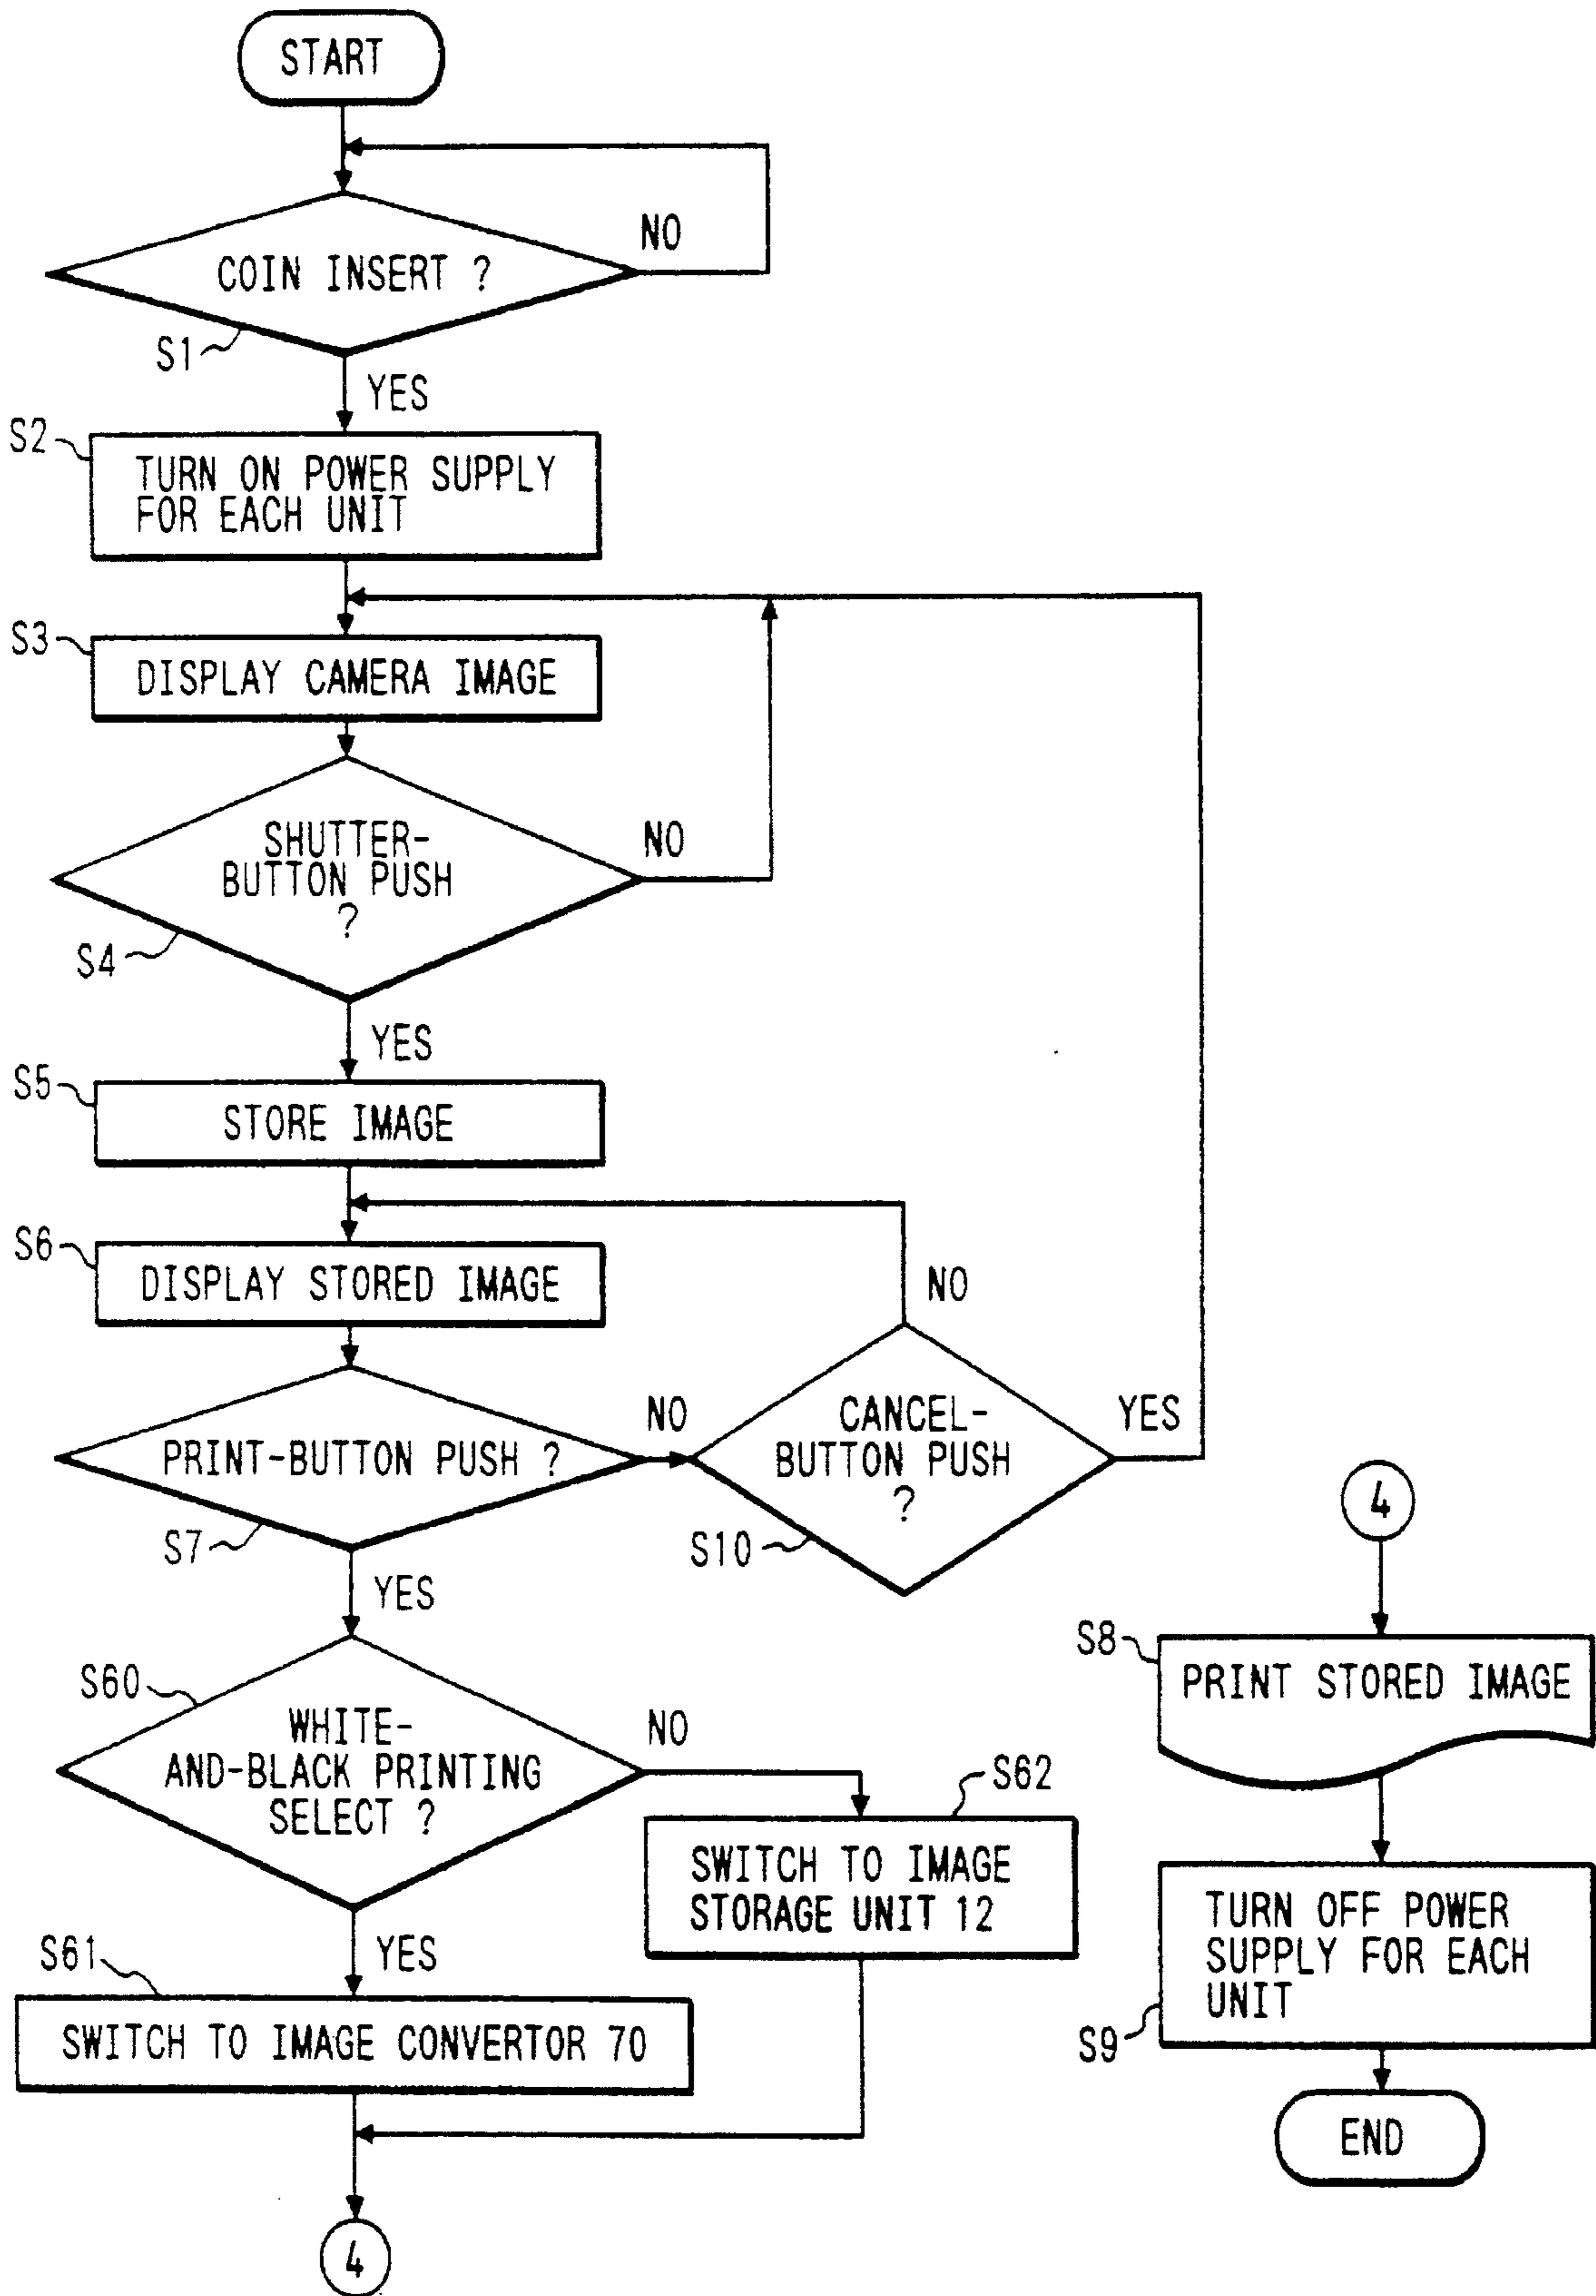 START
COIN INSERT ?
NO
S1
YES
S2
TURN ON POWER SUPPLY
FOR EACH UNIT
S3
DISPLAY CAMERA IMAGE
SHUTTER-
BUTTON PUSH
?
NO
S4
YES
S5
STORE IMAGE
S6
DISPLAY STORED IMAGE
NO
PRINT-BUTTON PUSH ?
NO
S7
CANCEL-
BUTTON PUSH
?
YES
S10
YES
S60
WHITE-
AND-BLACK PRINTING
SELECT ?
NO
S62
SWITCH TO IMAGE
STORAGE UNIT 12
YES
S61
SWITCH TO IMAGE CONVERTOR 70
4
4
S8
PRINT STORED IMAGE
TURN OFF POWER
SUPPLY FOR EACH
UNIT
S9
END